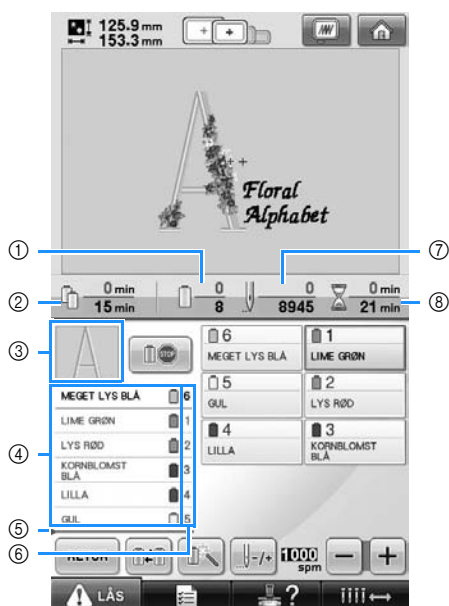 125.9 mm
153.3 mm
Floral
Alphabet
① ⑦
0 min 0 0 0 min
② 15 min 8 8945 21 min ⑧
③
6 1
MEGET LYS BLÅ LIME GRØN
5 2
GUL LYS RØD
4 3
LILLA KORNBLOMST
BLÅ
STOP
④
MEGET LYS BLÅ 6
LIME GRØN 1
LYS RØD 2
KORNBLOMST
BLÅ 3
LILLA 4
GUL 5
⑤
⑥
RETUR -/+ 1000 spm - +
LÅS ?